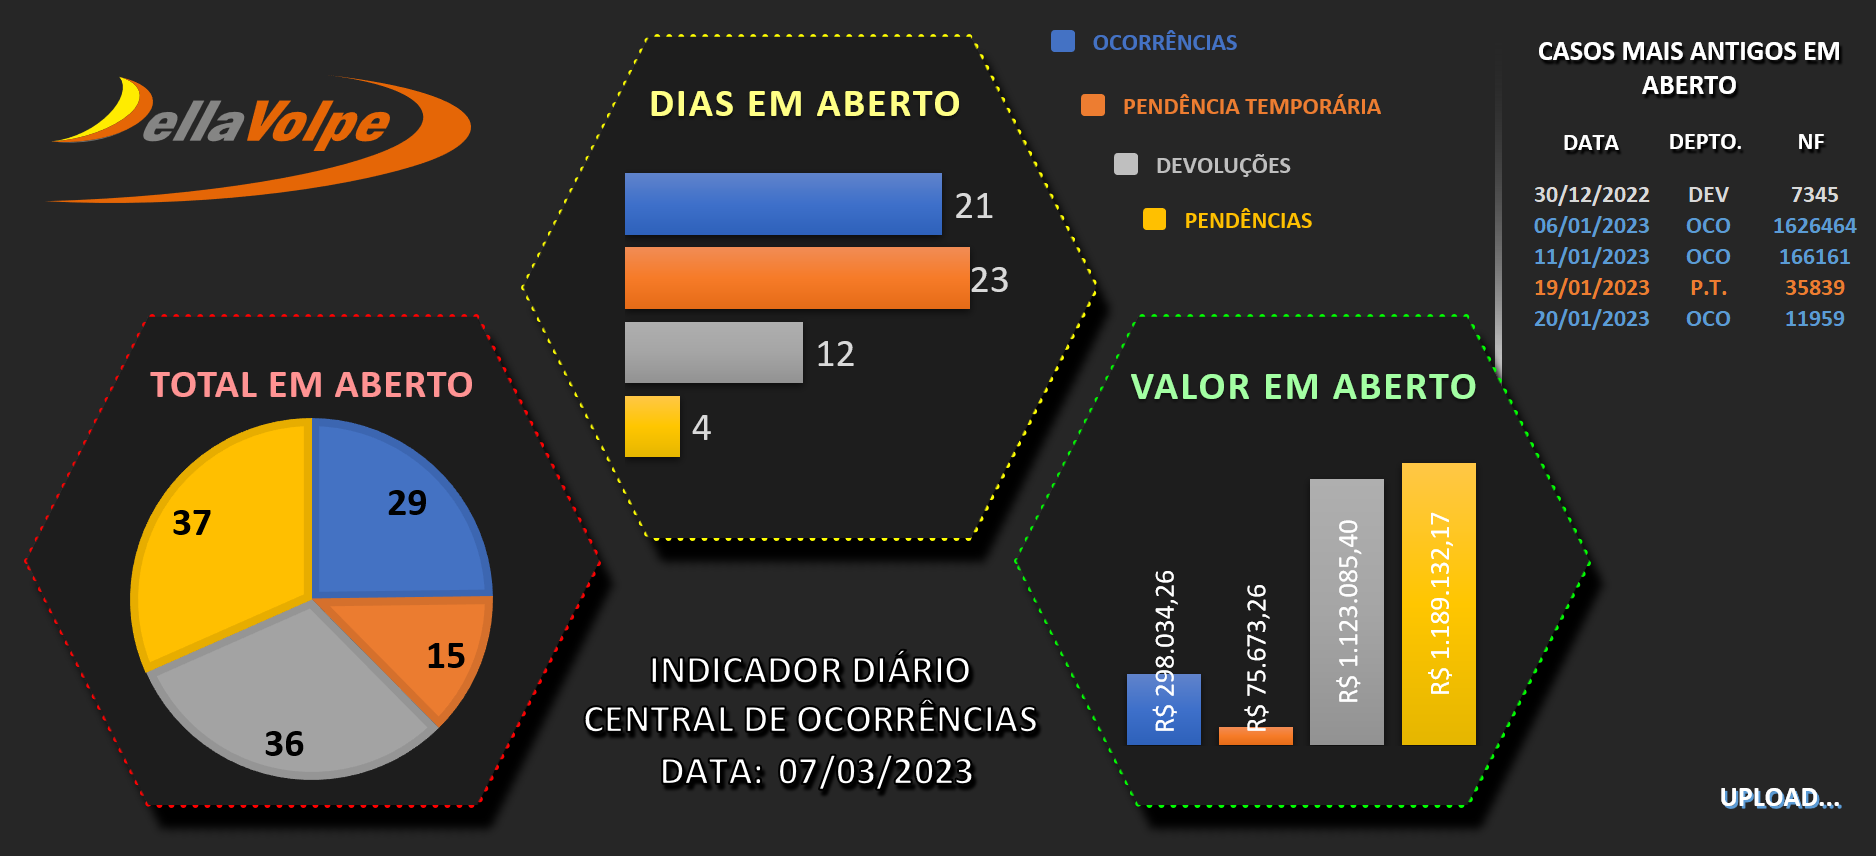 ellaVolpe
DIAS EM ABERTO
21
23
12
4
OCORRÊNCIAS
PENDÊNCIA TEMPORÁRIA
DEVOLUÇÕES
PENDÊNCIAS
CASOS MAIS ANTIGOS EM
ABERTO
DATA DEPTO. NF
30/12/2022 DEV 7345
06/01/2023 OCO 1626464
11/01/2023 OCO 166161
19/01/2023 P.T. 35839
20/01/2023 OCO 11959
TOTAL EM ABERTO
29
15
36
37
INDICADOR DIÁRIO
CENTRAL DE OCORRÊNCIAS
DATA: 07/03/2023
VALOR EM ABERTO
R$ 298.034,26
R$ 75.673,26
R$ 1.123.085,40
R$ 1.189.132,17
UPLOAD...